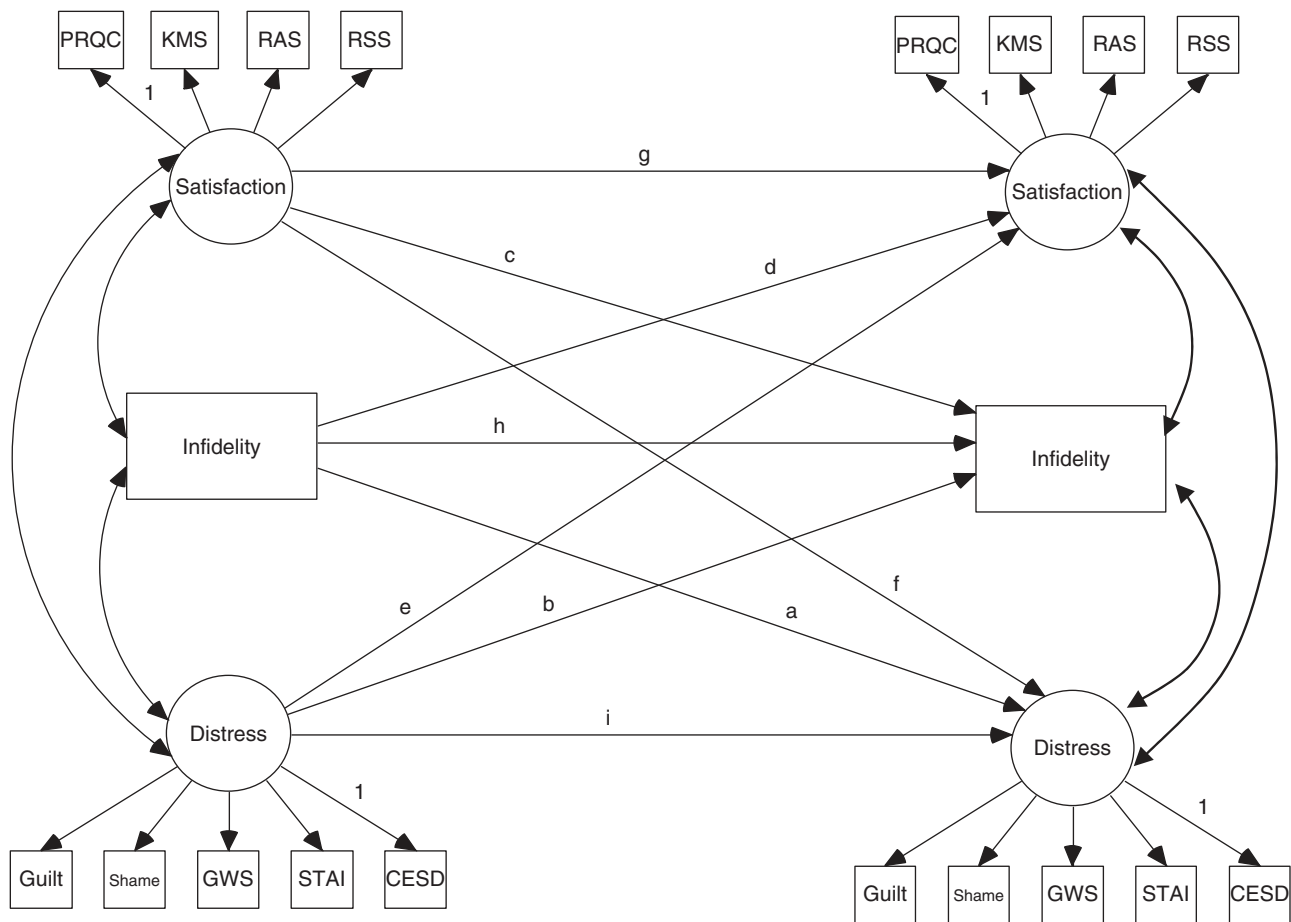 PRQC KMS RAS RSS
PRQC KMS RAS RSS
1
1
Satisfaction
g
Satisfaction
c
d
Infidelity
h
Infidelity
e
b
a
f
Distress
i
Distress
1
1
Guilt Shame GWS STAI CESD
Guilt Shame GWS STAI CESD